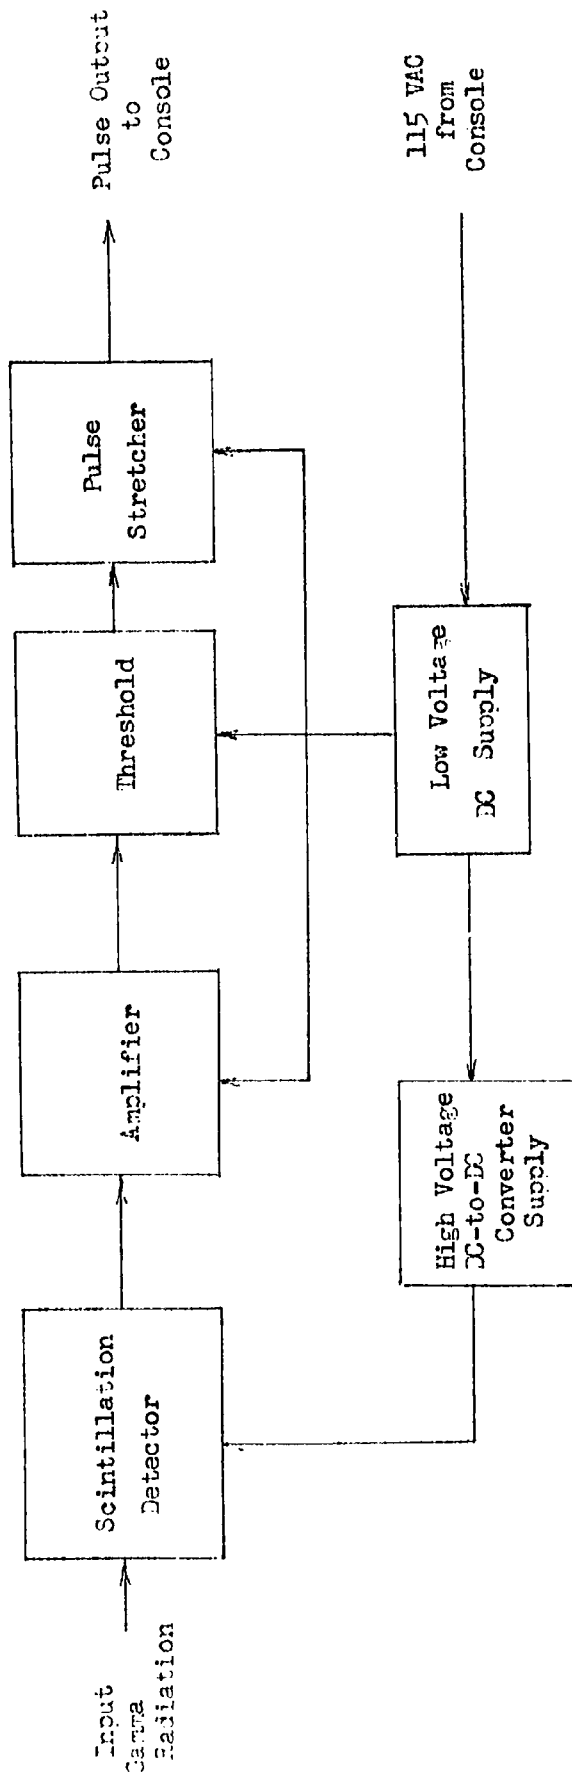 Input
Gamma
Radiation
Scintillation
Detector
Amplifier
Threshold
Pulse
Stretcher
Pulse Output
to
Console
High Voltage
DC-to-DC
Converter
Supply
Low Voltage
DC Supply
115 VAC
from
Console